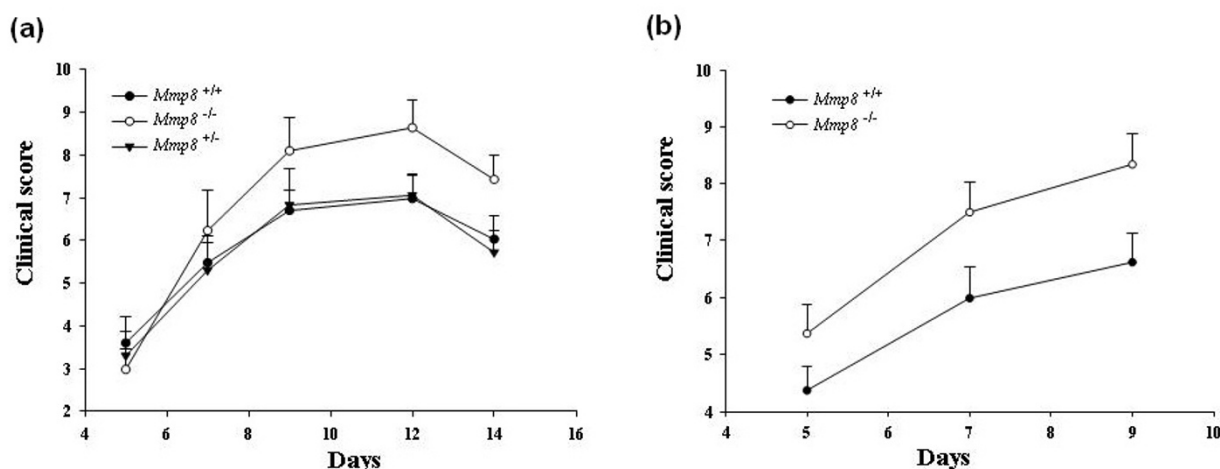 (a)
Clinical score
10
9
8
7
6
5
4
3
2
Mmp8 +/+
Mmp8 -/-
Mmp8 +/-
4 6 8 10 12 14 16
Days
(b)
Clinical score
10
9
8
7
6
5
4
Mmp8 +/+
Mmp8 -/-
4 5 6 7 8 9 10
Days